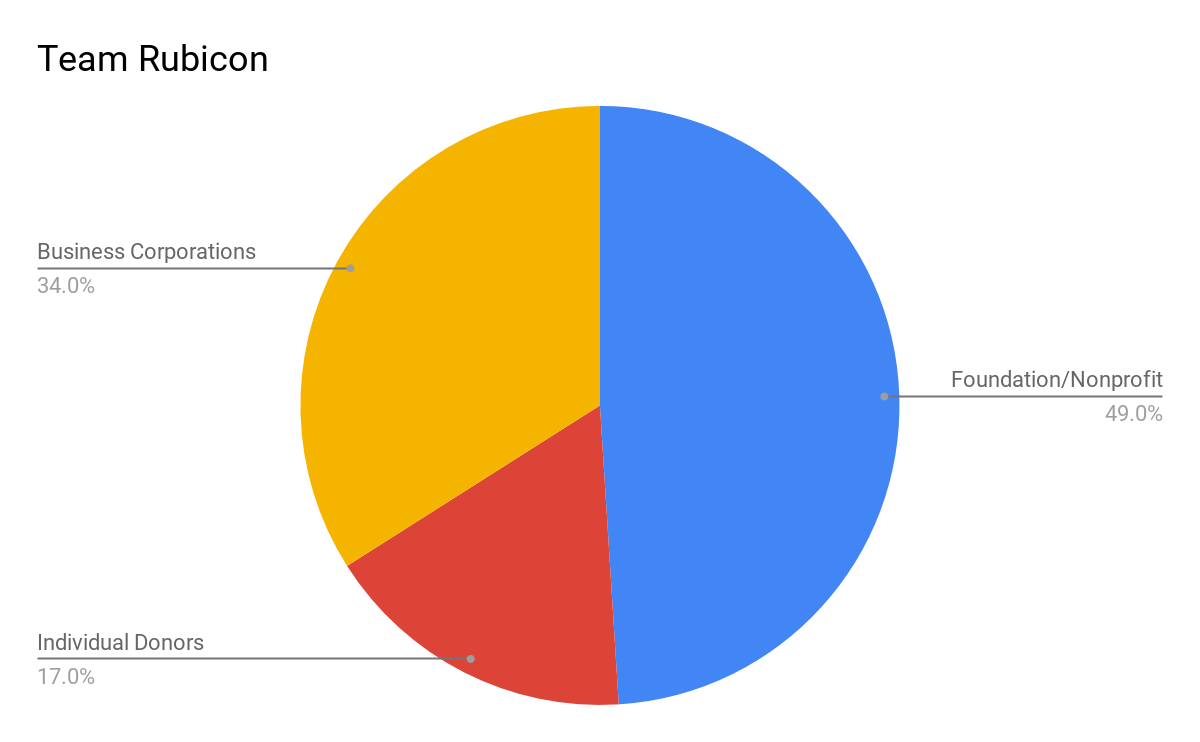 Team Rubicon
Business Corporations
34.0%
Foundation/Nonprofit
49.0%
Individual Donors
17.0%